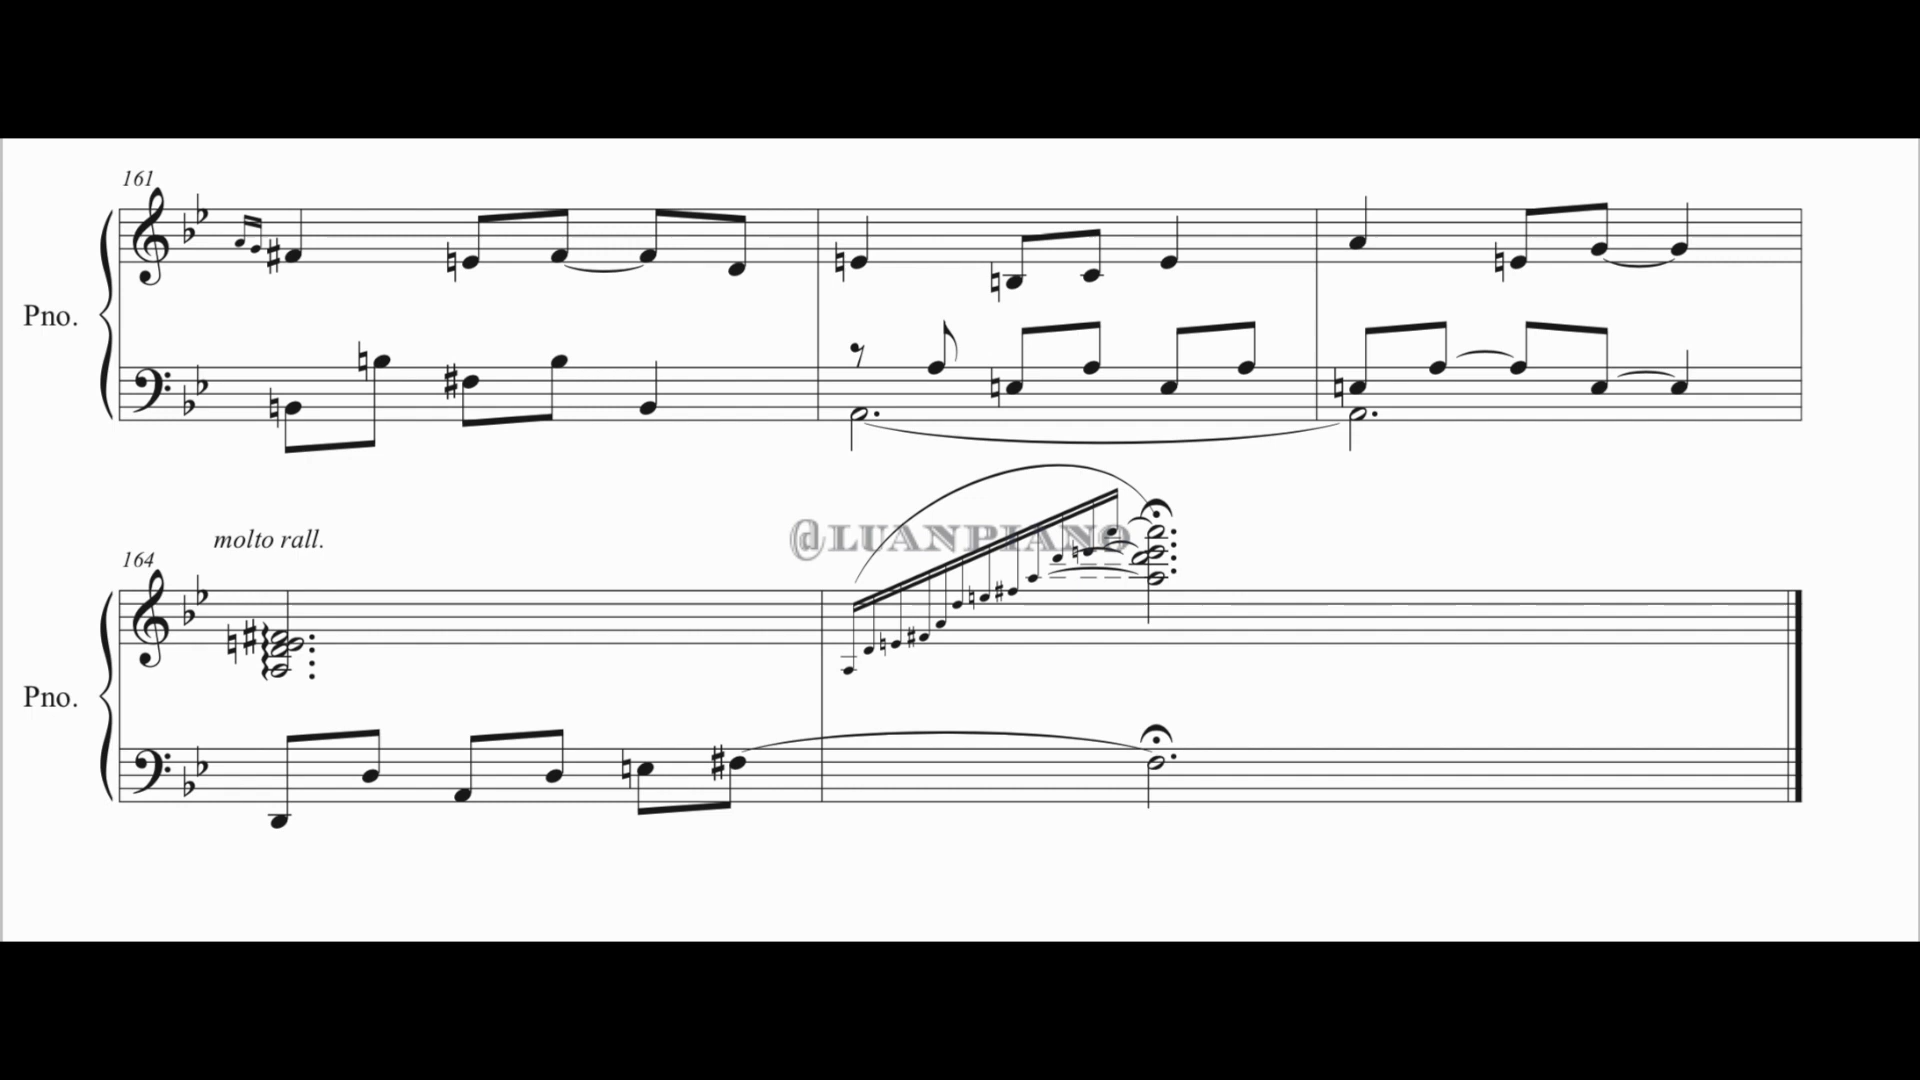 161
Pno.
@LUANPIANO
molto rall.
164
Pno.